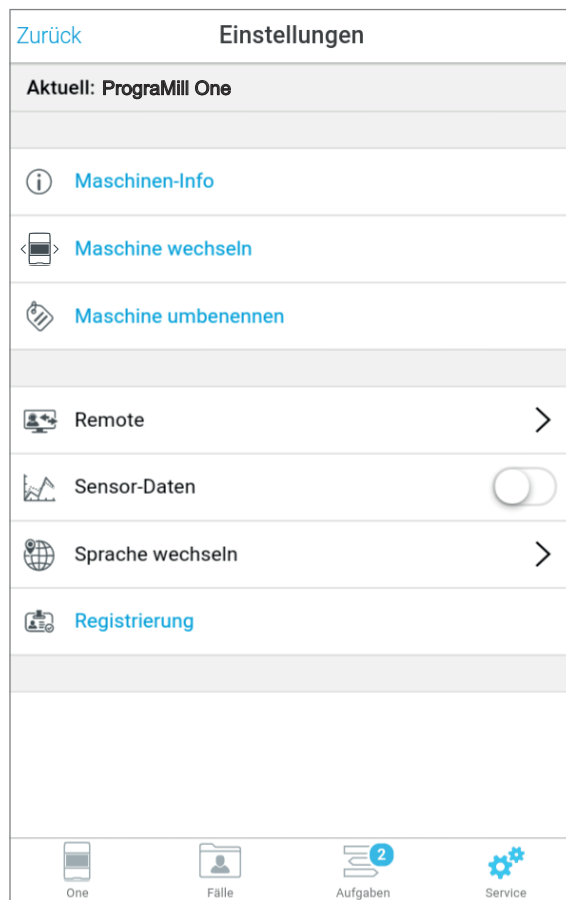 Zurück Einstellungen
Aktuell: PrograMill One
Maschinen-Info
Maschine wechseln
Maschine umbenennen
Remote
Sensor-Daten
Sprache wechseln
Registrierung
2
One Fälle Aufgaben Service